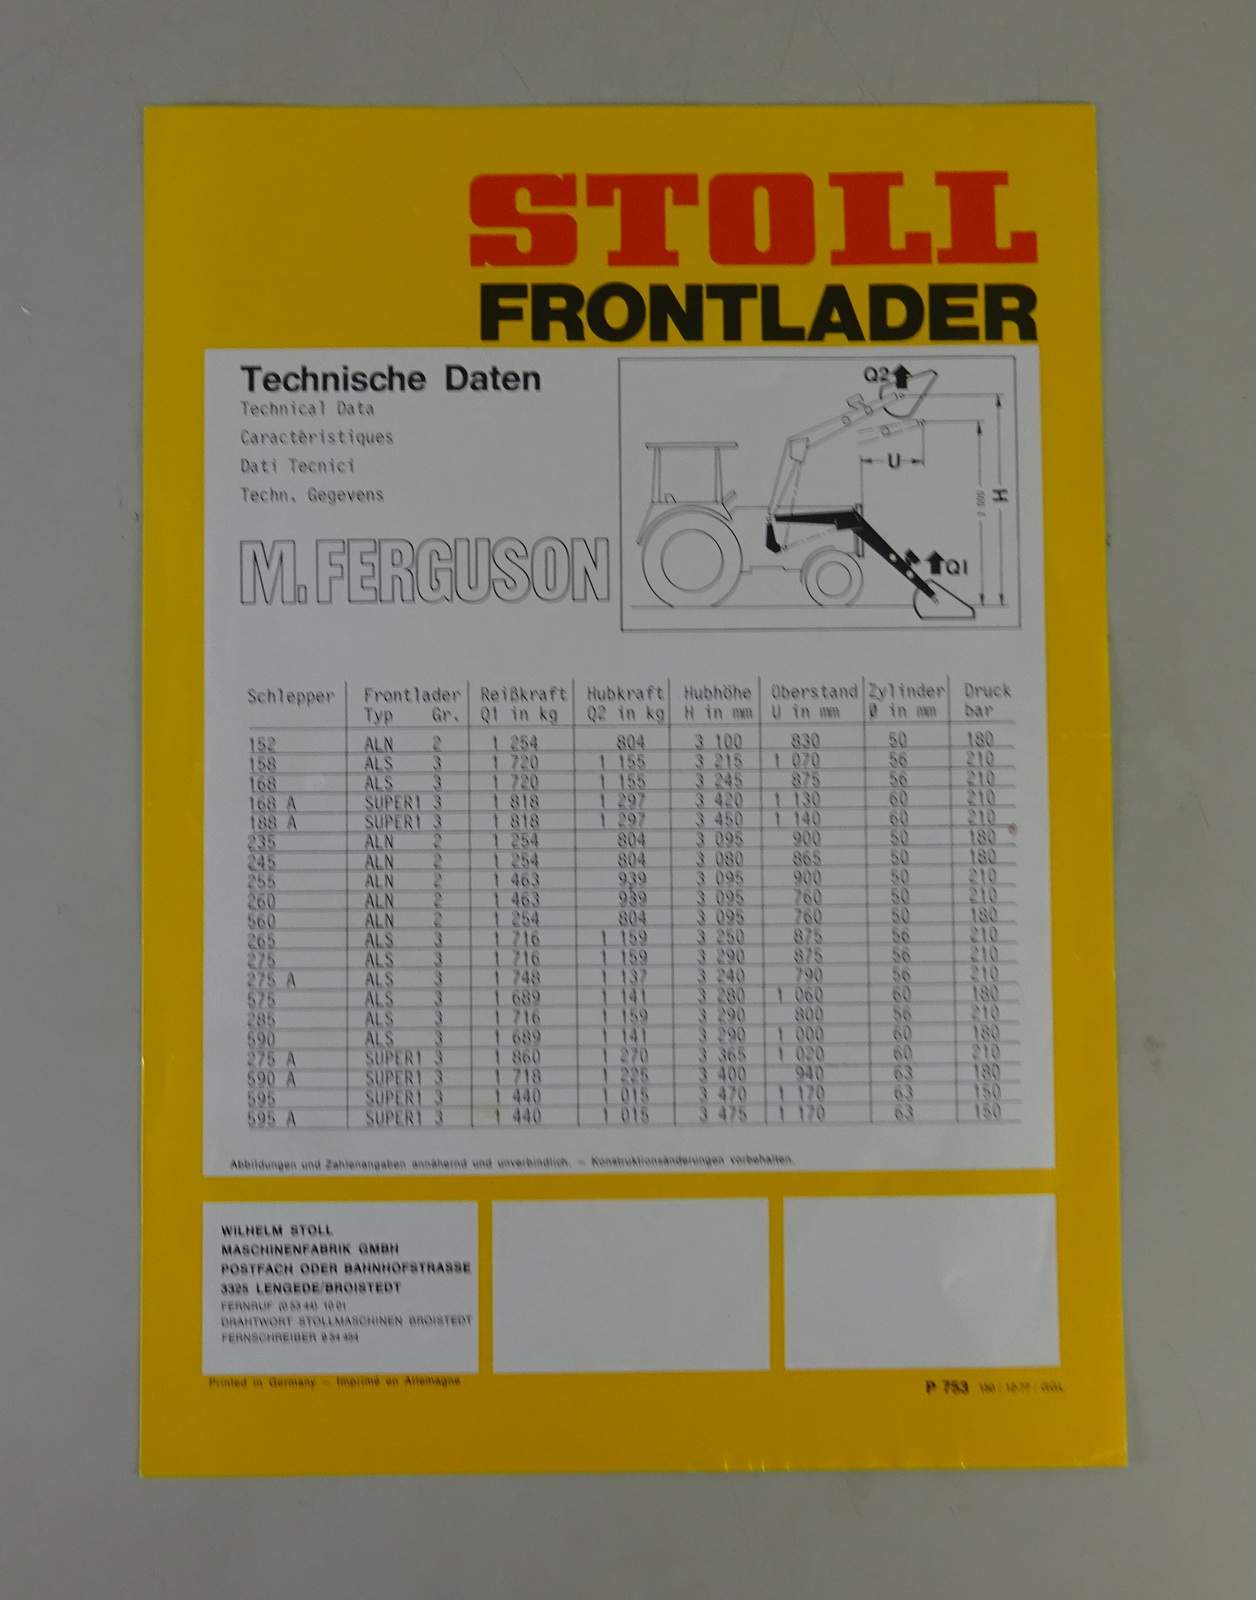 STOLL
FRONTLADER
Technische Daten
Technical Data
Caractèristiques
Dati Tecnici
Techn. Gegevens
M. FERGUSON
Q2
U
H
Q1
Schlepper Frontlader Reißkraft Hubkraft Hubhöhe Überstand Zylinder Druck
Typ Gr. Q1 in kg Q2 in kg H in mm U in mm Ø in mm bar
152 ALN 2 1 254 804 3 100 830 50 180
158 ALS 3 1 720 1 155 3 215 1 070 56 210
168 ALS 3 1 720 1 155 3 245 875 56 210
168 A SUPER1 3 1 818 1 297 3 420 1 130 60 210
188 A SUPER1 3 1 818 1 297 3 450 1 140 60 210
235 ALN 2 1 254 804 3 095 900 50 180
245 ALN 2 1 254 804 3 080 865 50 180
255 ALN 2 1 463 939 3 095 900 50 210
260 ALN 2 1 463 939 3 095 760 50 210
560 ALN 2 1 254 804 3 095 760 50 180
265 ALS 3 1 716 1 159 3 250 875 56 210
275 ALS 3 1 716 1 159 3 290 875 56 210
275 A ALS 3 1 748 1 137 3 240 790 56 210
575 ALS 3 1 689 1 141 3 280 1 060 60 180
285 ALS 3 1 716 1 159 3 290 800 56 210
590 ALS 3 1 689 1 141 3 290 1 000 60 180
275 A SUPER1 3 1 860 1 270 3 365 1 020 60 210
590 A SUPER1 3 1 718 1 225 3 400 940 63 180
595 SUPER1 3 1 440 1 015 3 470 1 170 63 150
595 A SUPER1 3 1 440 1 015 3 475 1 170 63 150
Abbildungen und Zahlenangaben annähernd und unverbindlich. – Konstruktionsänderungen vorbehalten.
WILHELM STOLL
MASCHINENFABRIK GMBH
POSTFACH ODER BAHNHOFSTRASSE
3325 LENGEDE/BROISTEDT
FERNRUF (0 53 44) 10 01
DRAHTWORT STOLLMASCHINEN BROISTEDT
FERNSCHREIBER 9 54 454
Printed in Germany – Imprimé en Allemagne
P 753